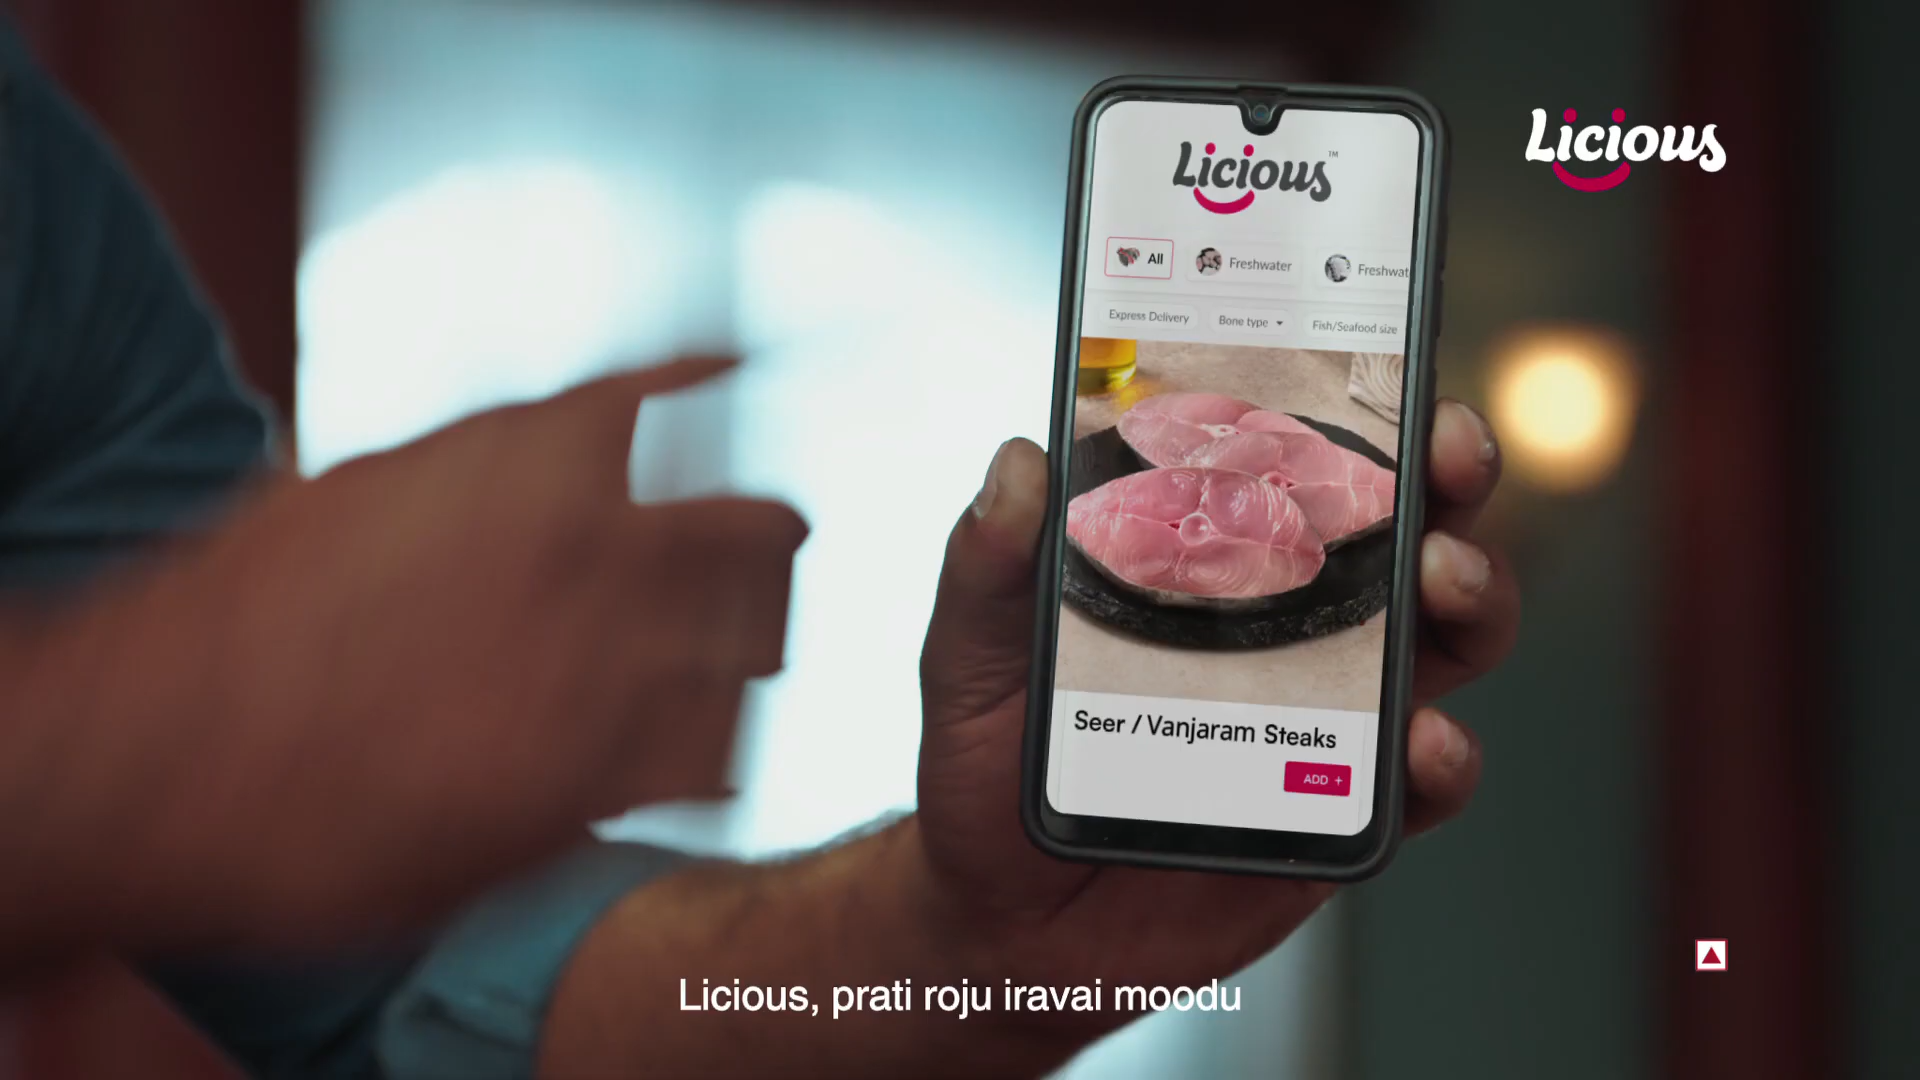 Licious™
Licious
All
Freshwater
Freshwat
Express Delivery
Bone type
Fish/Seafood size
Seer / Vanjaram Steaks
ADD +
Licious, prati roju iravai moodu